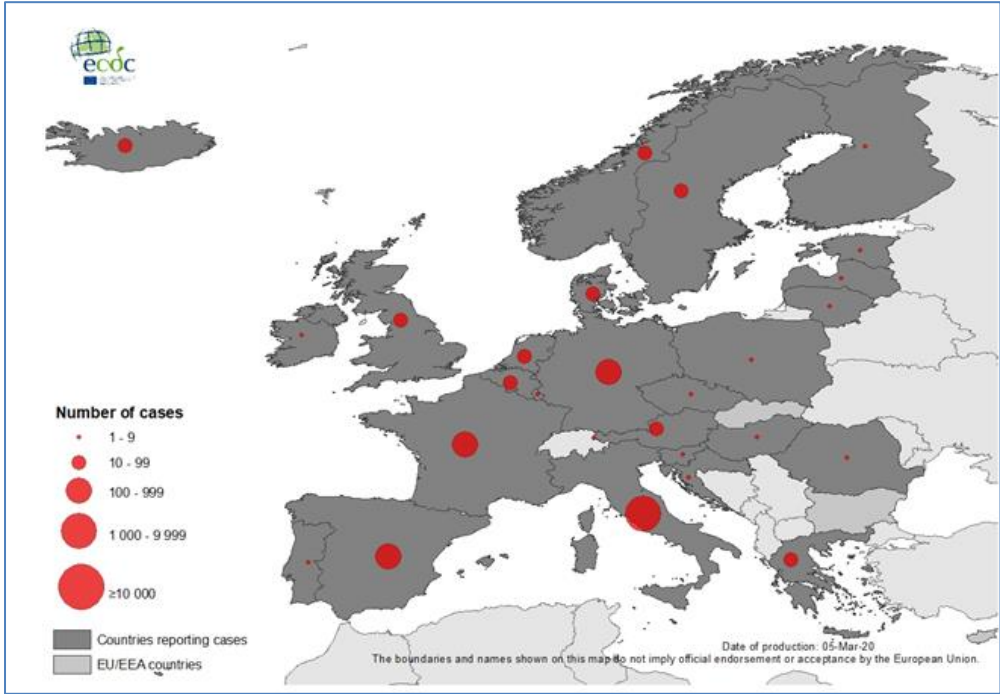 ecdc
Number of cases
1 - 9
10 - 99
100 - 999
1 000 - 9 999
≥10 000
Countries reporting cases
EU/EEA countries
Date of production: 05-Mar-20
The boundaries and names shown on this map do not imply official endorsement or acceptance by the European Union.